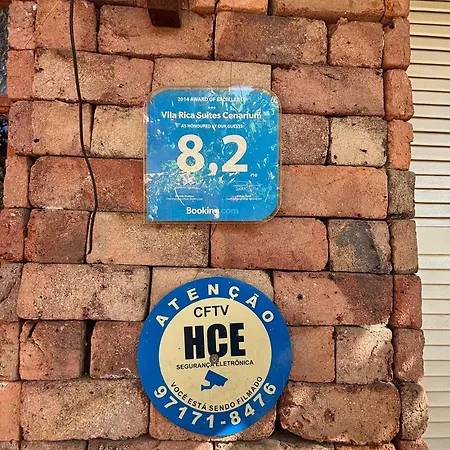 2014 AWARD OF EXCELLENCE
Vila Rica Suites Cenarium
AS HONOURED BY OUR GUESTS:
8,2
/10
Booking.com
ATENÇÃO
CFTV
HCE
SEGURANÇA ELETRÔNICA
VOCÊ ESTÁ SENDO FILMADO
97171-8476